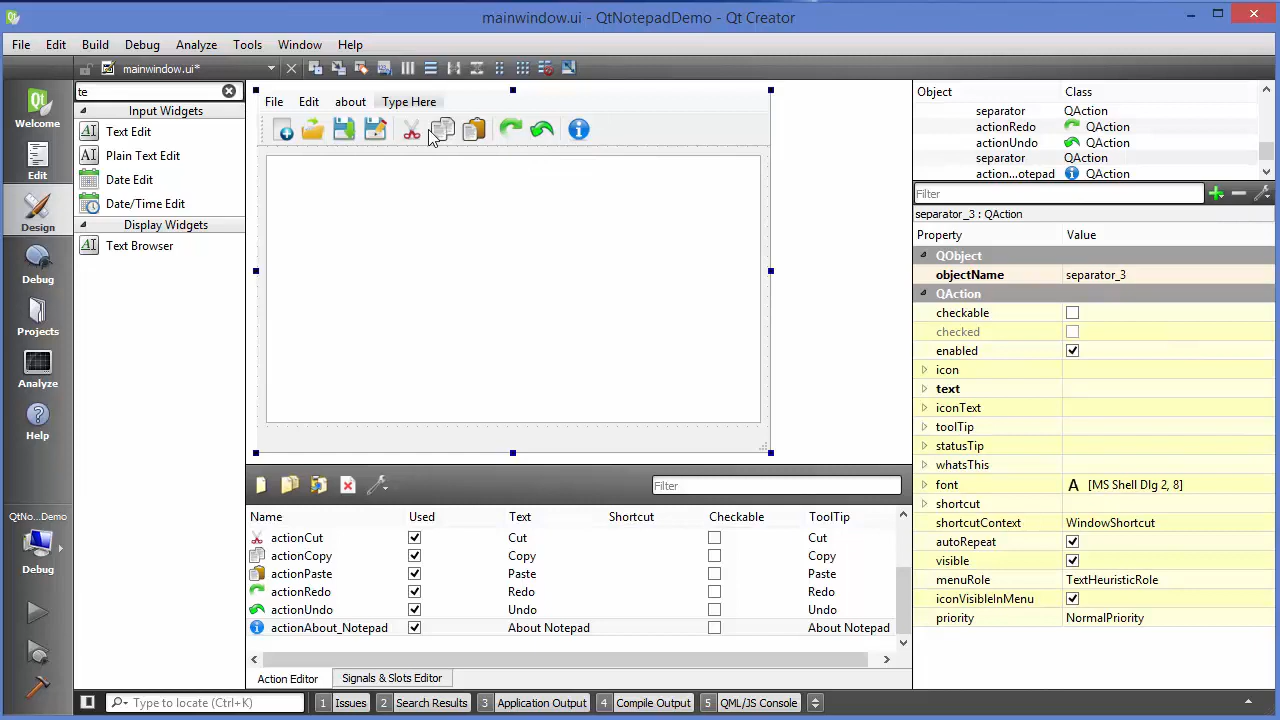 mainwindow.ui - QtNotepadDemo - Qt Creator
File Edit Build Debug Analyze Tools Window Help
mainwindow.ui*
Welcome
Edit
Design
Debug
Projects
Analyze
Help
QtNo...Demo
Debug
te
Input Widgets
Text Edit
Plain Text Edit
Date Edit
Date/Time Edit
Display Widgets
Text Browser
File Edit about Type Here
Filter
Name Used Text Shortcut Checkable ToolTip
actionCut Cut Cut
actionCopy Copy Copy
actionPaste Paste Paste
actionRedo Redo Redo
actionUndo Undo Undo
actionAbout_Notepad About Notepad About Notepad
Action Editor Signals & Slots Editor
Object Class
separator QAction
actionRedo QAction
actionUndo QAction
separator QAction
action...otepad QAction
Filter
separator_3 : QAction
Property Value
QObject
objectName separator_3
QAction
checkable
checked
enabled
icon
text
iconText
toolTip
statusTip
whatsThis
font A [MS Shell Dlg 2, 8]
shortcut
shortcutContext WindowShortcut
autoRepeat
visible
menuRole TextHeuristicRole
iconVisibleInMenu
priority NormalPriority
Type to locate (Ctrl+K) 1 Issues 2 Search Results 3 Application Output 4 Compile Output 5 QML/JS Console